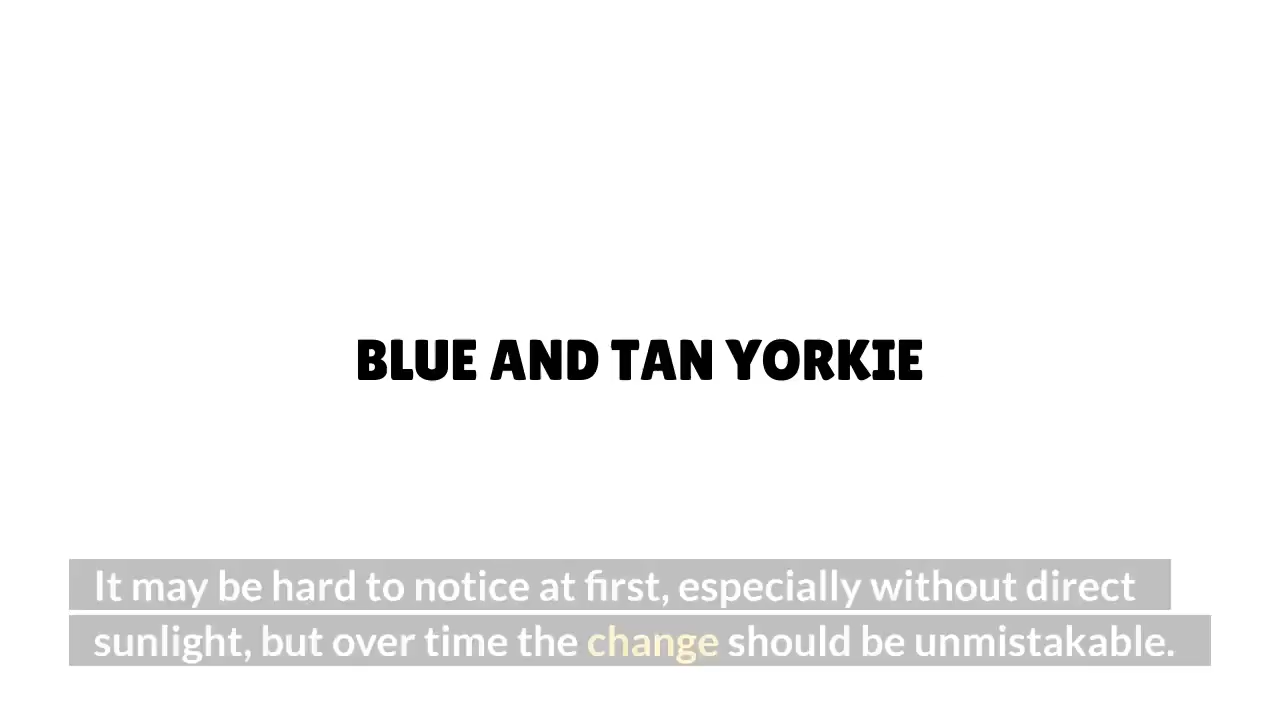 BLUE AND TAN YORKIE
It may be hard to notice at first, especially without direct
sunlight, but over time the change should be unmistakable.